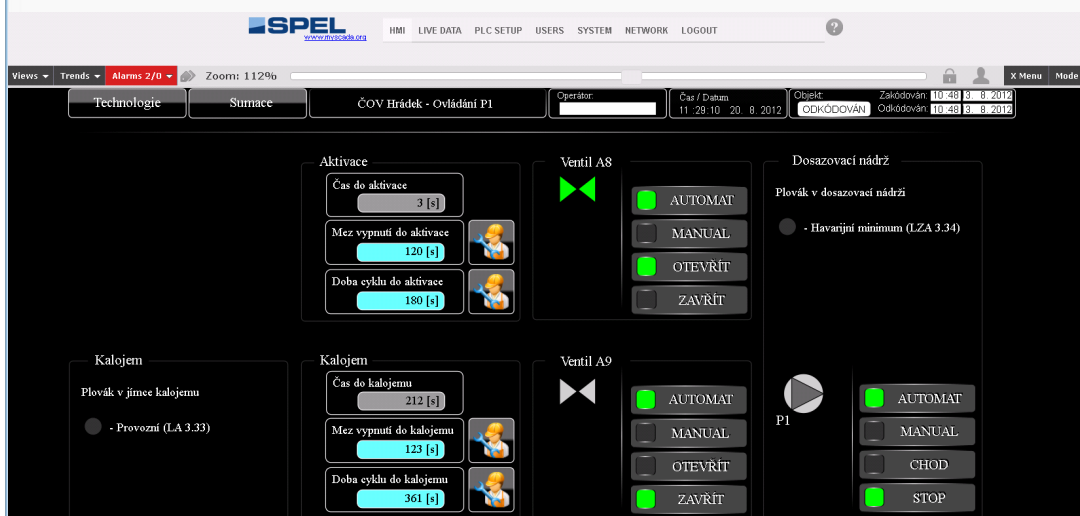 SPEL
www.myscada.org
HMI LIVE DATA PLC SETUP USERS SYSTEM NETWORK LOGOUT ?
Views Trends Alarms 2/0 Zoom: 112% X Menu Mode
Technologie Sumace ČOV Hrádek - Ovládání P1
Operátor:
Čas / Datum
11 :29:10 20. 8. 2012
Objekt:
ODKÓDOVÁN
Zakódován: 10 :48 3. 8. 2012
Odkódován: 10 :48 3. 8. 2012
Aktivace
Čas do aktivace
3 [s]
Mez vypnutí do aktivace
120 [s]
Doba cyklu do aktivace
180 [s]
Ventil A8
AUTOMAT
MANUAL
OTEVŘÍT
ZAVŘÍT
Dosazovací nádrž
Plovák v dosazovací nádrži
- Havarijní minimum (LZA 3.34)
Kalojem
Plovák v jímce kalojemu
- Provozní (LA 3.33)
Kalojem
Čas do kalojemu
212 [s]
Mez vypnutí do kalojemu
123 [s]
Doba cyklu do kalojemu
361 [s]
Ventil A9
AUTOMAT
MANUAL
OTEVŘÍT
ZAVŘÍT
P1
AUTOMAT
MANUAL
CHOD
STOP